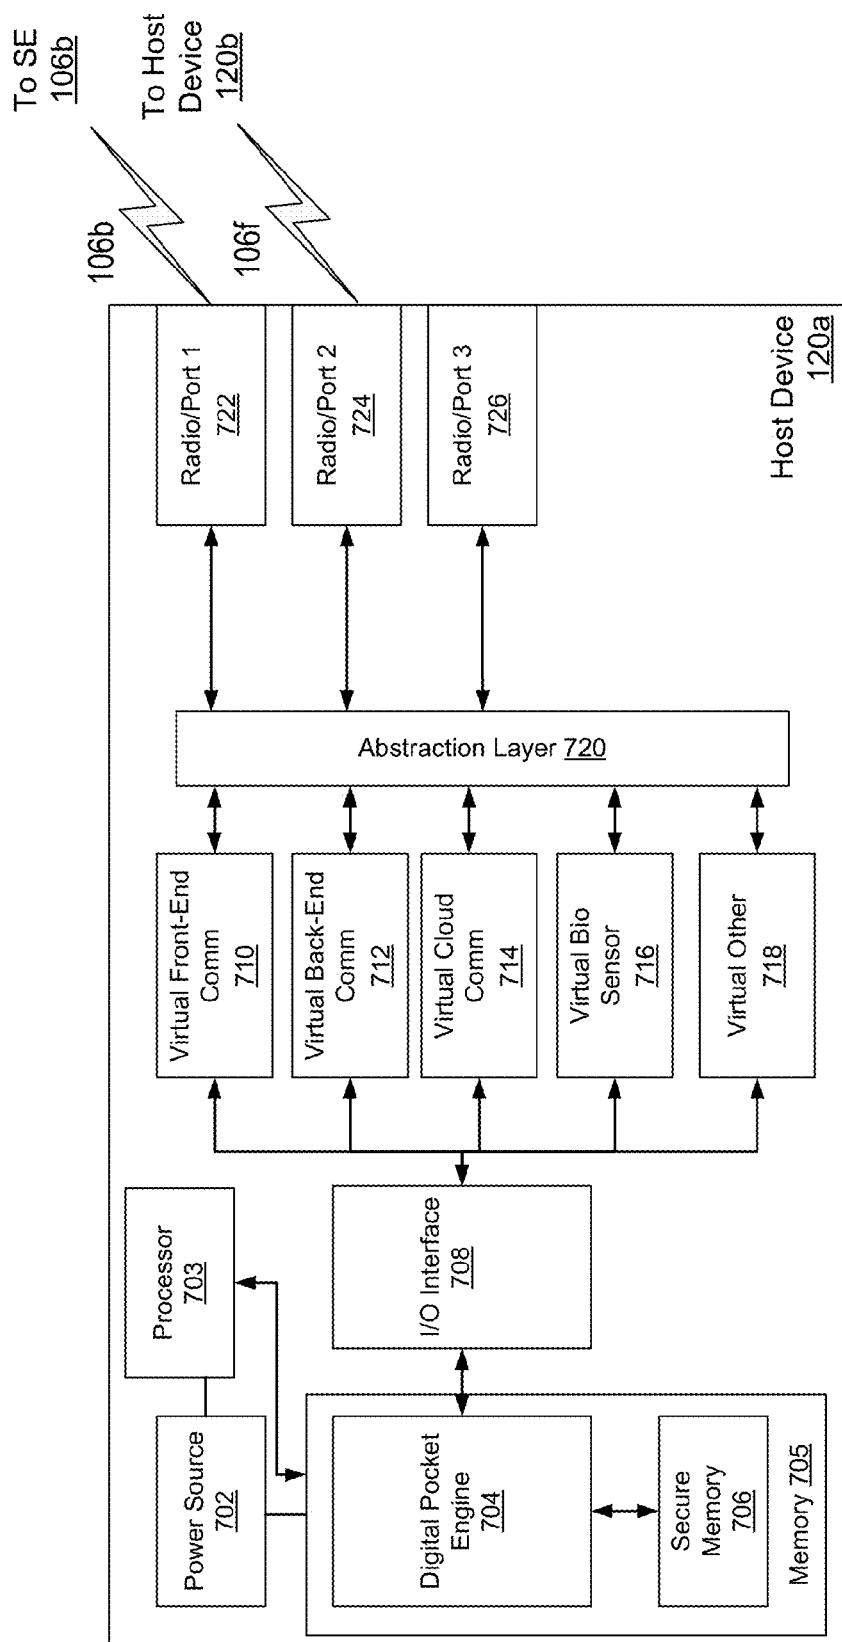 Power Source
702
Processor
703
Digital Pocket
Engine
704
Secure
Memory
706
Memory 705
I/O Interface
708
Virtual Front-End
Comm
710
Virtual Back-End
Comm
712
Virtual Cloud
Comm
714
Virtual Bio
Sensor
716
Virtual Other
718
Abstraction Layer 720
Radio/Port 1
722
Radio/Port 2
724
Radio/Port 3
726
Host Device
120a
106b
To SE
106b
106f
To Host
Device
120b